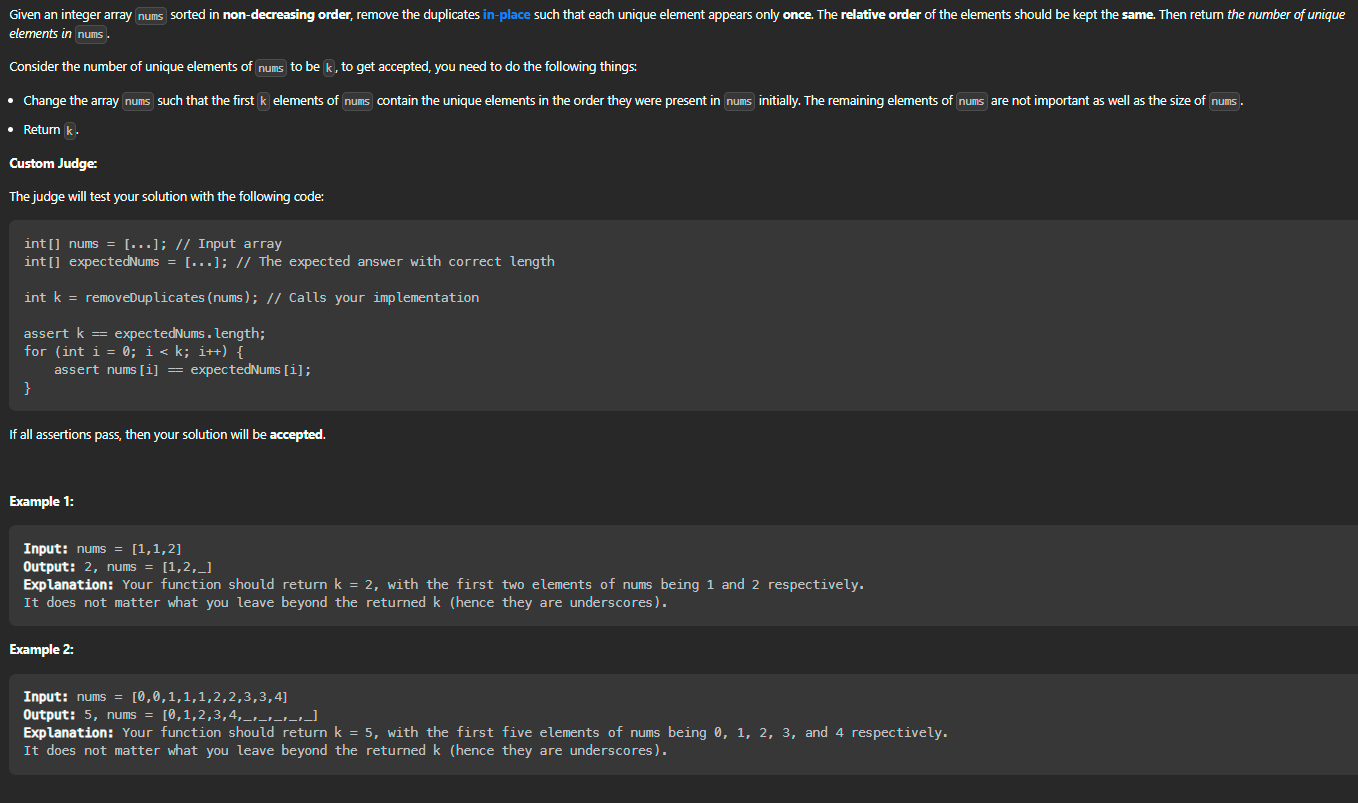 Given an integer array nums sorted in non-decreasing order, remove the duplicates in-place such that each unique element appears only once. The relative order of the elements should be kept the same. Then return the number of unique
elements in nums.
Consider the number of unique elements of nums to be k, to get accepted, you need to do the following things:
• Change the array nums such that the first k elements of nums contain the unique elements in the order they were present in nums initially. The remaining elements of nums are not important as well as the size of nums.
• Return k.
Custom Judge:
The judge will test your solution with the following code:
int[] nums = [...]; // Input array
int[] expectedNums = [...]; // The expected answer with correct length
int k = removeDuplicates(nums); // Calls your implementation
assert k == expectedNums.length;
for (int i = 0; i < k; i++) {
    assert nums[i] == expectedNums[i];
}
If all assertions pass, then your solution will be accepted.
Example 1:
Input: nums = [1,1,2]
Output: 2, nums = [1,2,_]
Explanation: Your function should return k = 2, with the first two elements of nums being 1 and 2 respectively.
It does not matter what you leave beyond the returned k (hence they are underscores).
Example 2:
Input: nums = [0,0,1,1,1,2,2,3,3,4]
Output: 5, nums = [0,1,2,3,4,_,_,_,_,_]
Explanation: Your function should return k = 5, with the first five elements of nums being 0, 1, 2, 3, and 4 respectively.
It does not matter what you leave beyond the returned k (hence they are underscores).